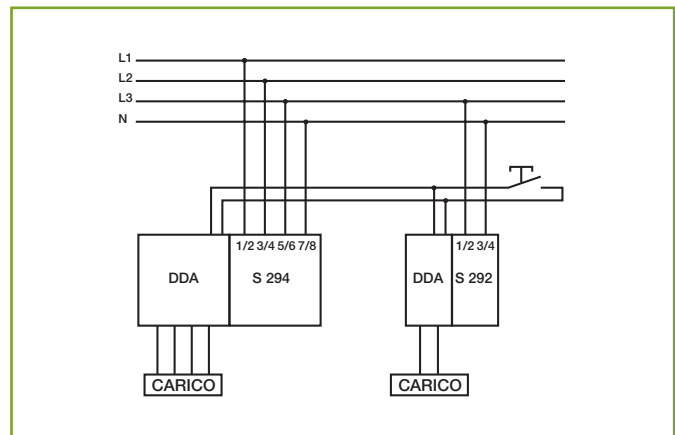 L1
L2
L3
N
1/2 3/4 5/6 7/8
1/2 3/4
DDA
S 294
DDA
S 292
CARICO
CARICO